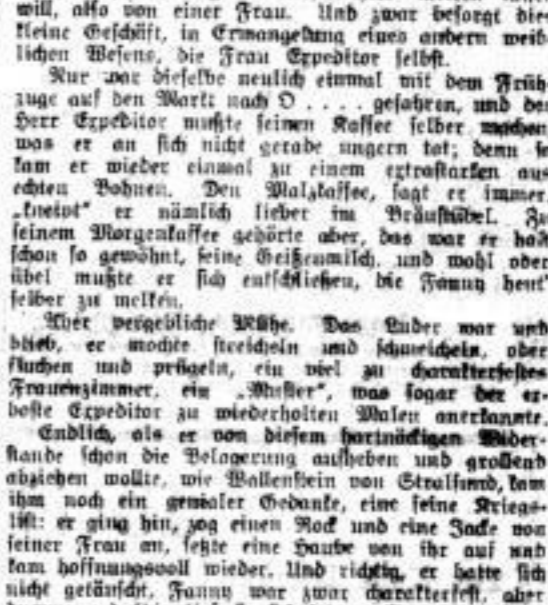 will, also von einer Frau. Und zwar besorgt die
kleine Geschäft, in Ermangelung eines andern weib
lichen Wesens, die Frau Expeditor selbst.
Nur war dieselbe neulich einmal mit dem Früh
zuge auf den Markt nach O . . . . gefahren, und de
Herr Expeditor mußte seinen Kaffee selber machen
was er an sich nicht gerade ungern tat; denn so
kam er wieder einmal zu einem extrastarken aus
echten Bohnen. Den Malzkaffee, sagt er immer
„kneipt“ er nämlich lieber im Bräustübel. Zu
seinem Morgenkaffee gehörte aber, das war er hal
schon so gewöhnt, seine Geißenmilch, und wohl oder
übel mußte er sich entschließen, die Fanny heut'
selber zu melken.
Aber vergebliche Mühe. Das Luder war und
blieb, er mochte streicheln und schmeicheln, oder
fluchen und prügeln, ein viel zu charakterfestes
Frauenzimmer, ein „Muster“, was sogar der er-
boste Expeditor zu wiederholten Malen anerkannte.
Endlich, als er von diesem hartnäckigen Wider-
stande schon die Belagerung aufheben und grollend
abziehen wollte, wie Wallenstein von Stralsund, kam
ihm noch ein genialer Gedanke, eine feine Kriegs-
list: er ging hin, zog einen Rock und eine Jacke von
seiner Frau an, setzte eine Haube von ihr auf und
kam hoffnungsvoll wieder. Und richtig, er hatte sich
nicht getäuscht. Fanny war zwar charakterfest, aber